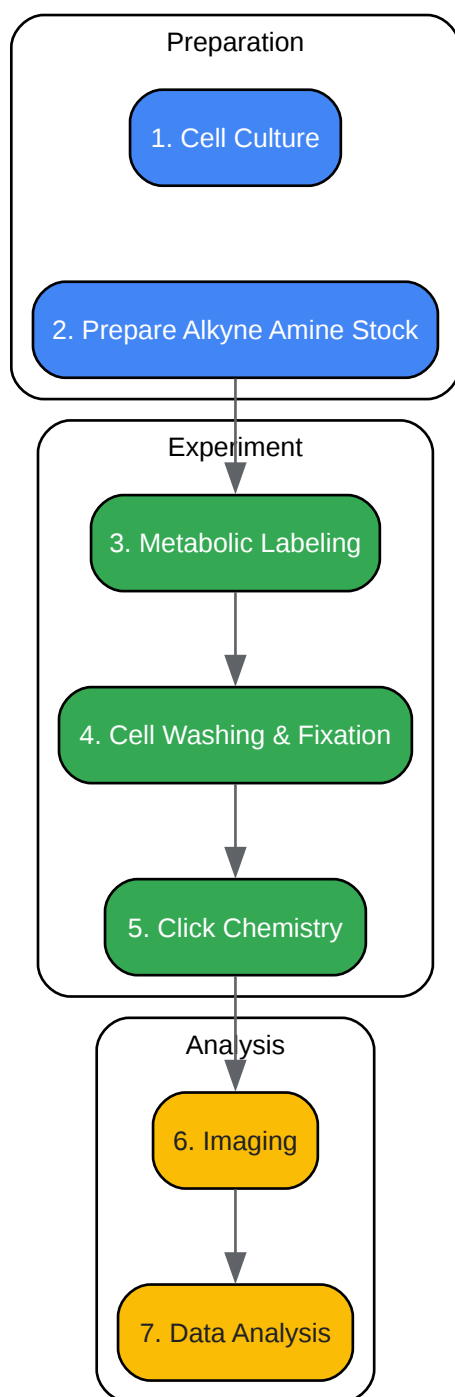 Preparation
1. Cell Culture
2. Prepare Alkyne Amine Stock
Experiment
3. Metabolic Labeling
4. Cell Washing & Fixation
5. Click Chemistry
Analysis
6. Imaging
7. Data Analysis